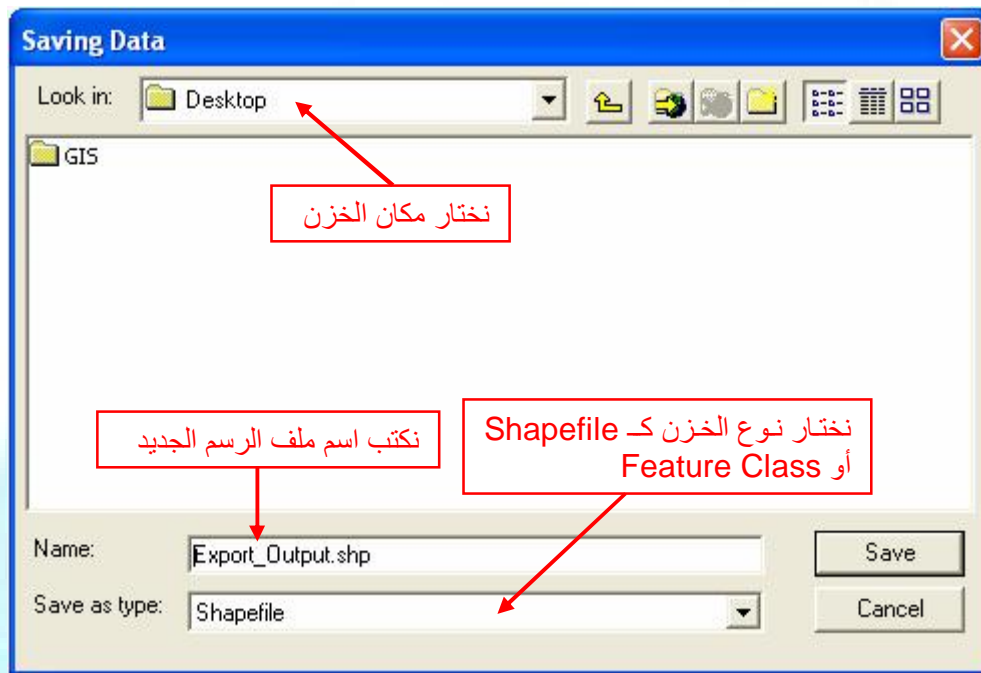 Saving Data
Look in: Desktop
GIS
نختار مكان الخزن
نكتب اسم ملف الرسم الجديد
نختار نوع الخزن كـ Shapefile
أو Feature Class
Name: Export_Output.shp Save
Save as type: Shapefile Cancel